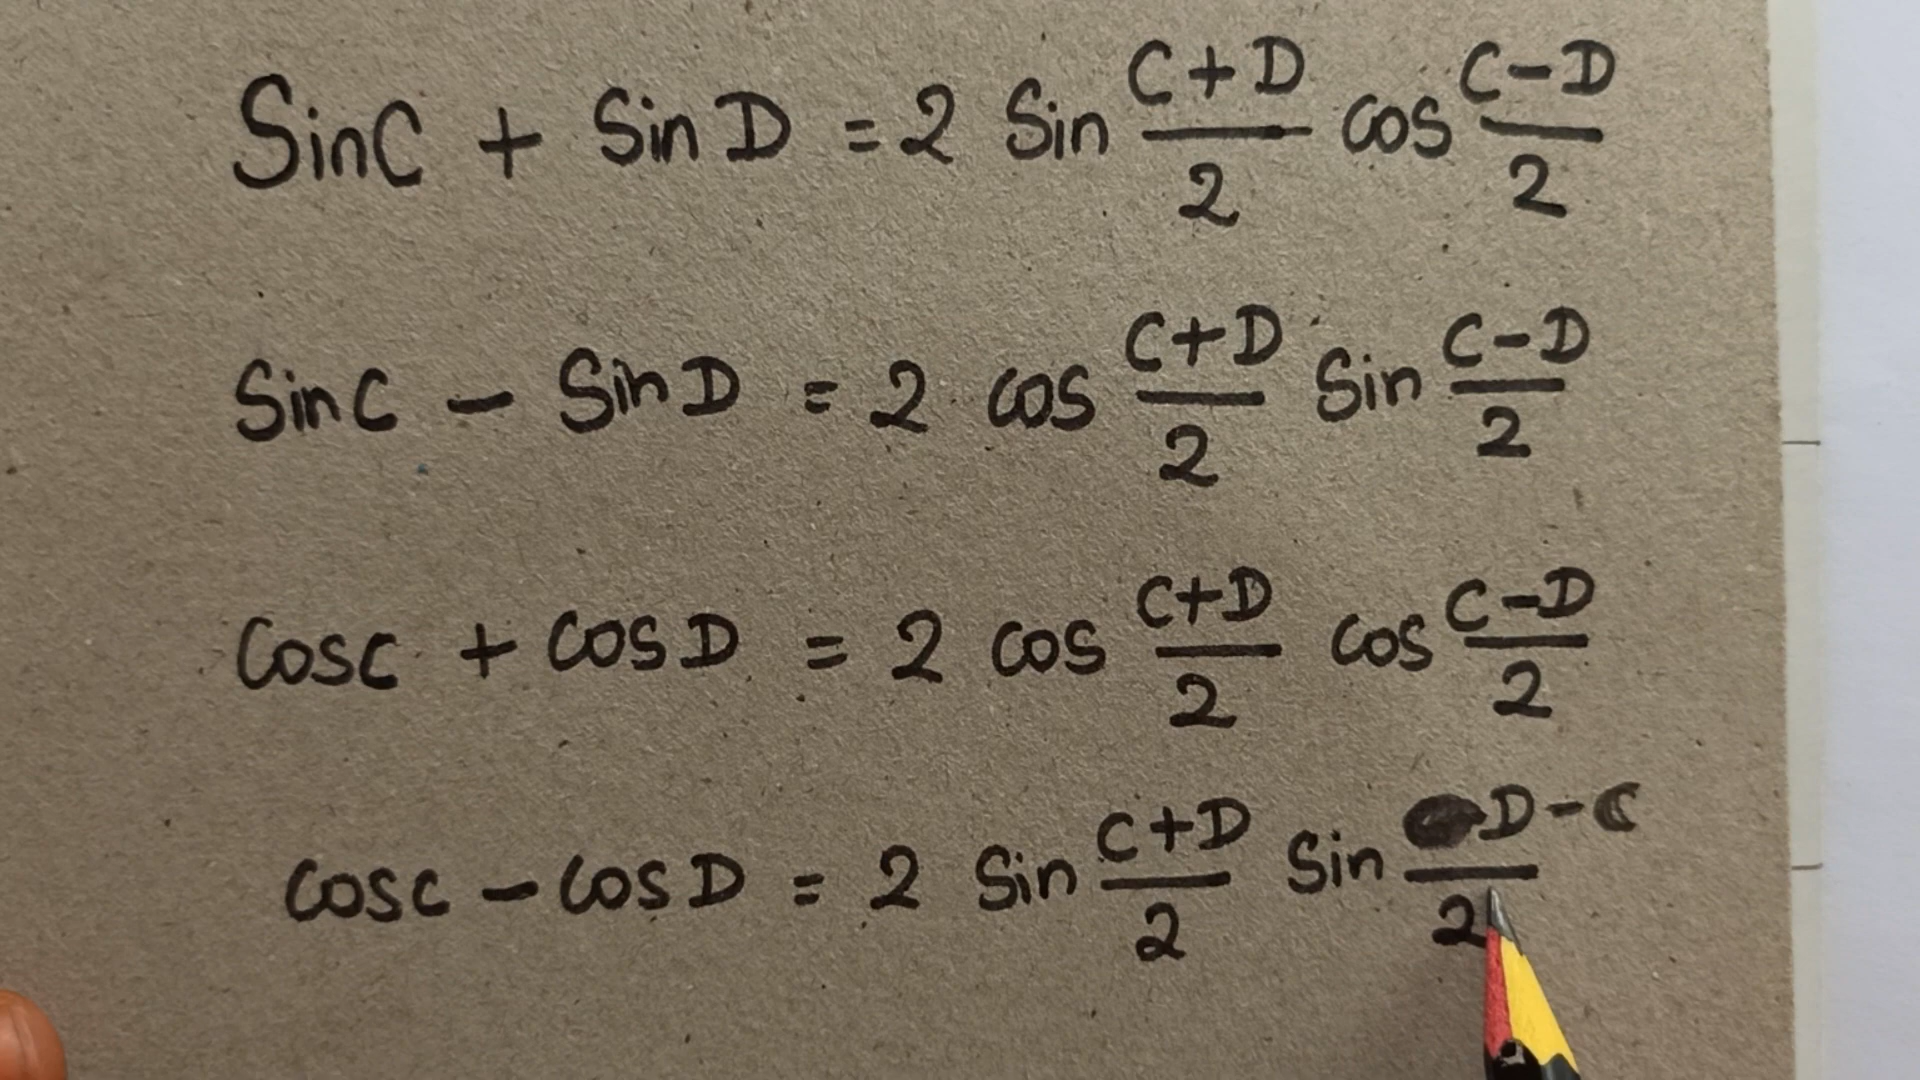 SinC + Sin D = 2 Sin (C+D)/2 cos (C-D)/2
SinC - Sin D = 2 cos (C+D)/2 Sin (C-D)/2
Cosc + cos D = 2 cos (C+D)/2 cos (C-D)/2
Cosc - cos D = 2 Sin (C+D)/2 Sin (D-C)/2